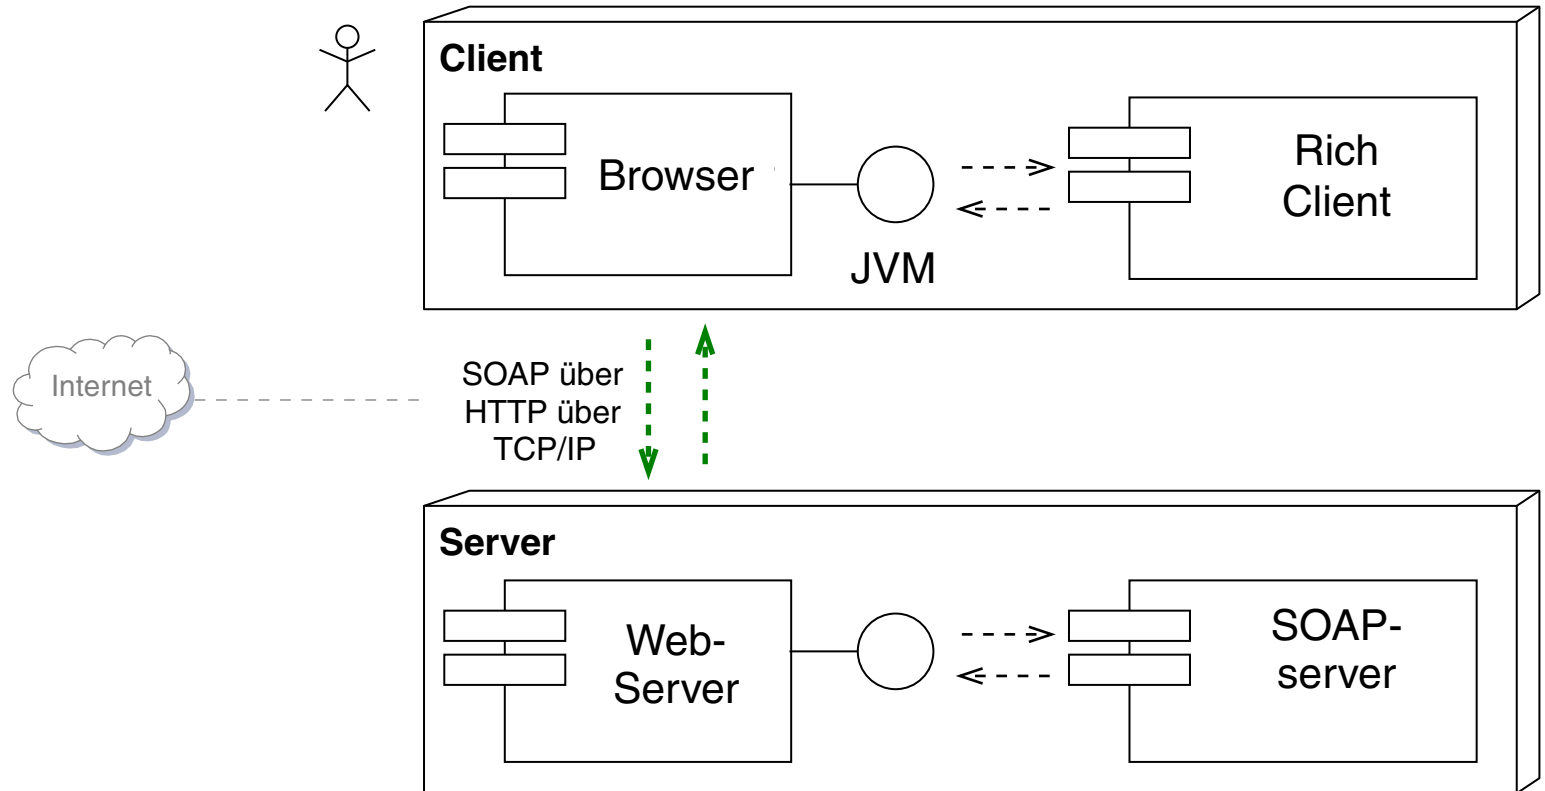 Client
Browser
Rich
Client
JVM
Internet
SOAP über
HTTP über
TCP/IP
Server
Web-
Server
SOAP-
server